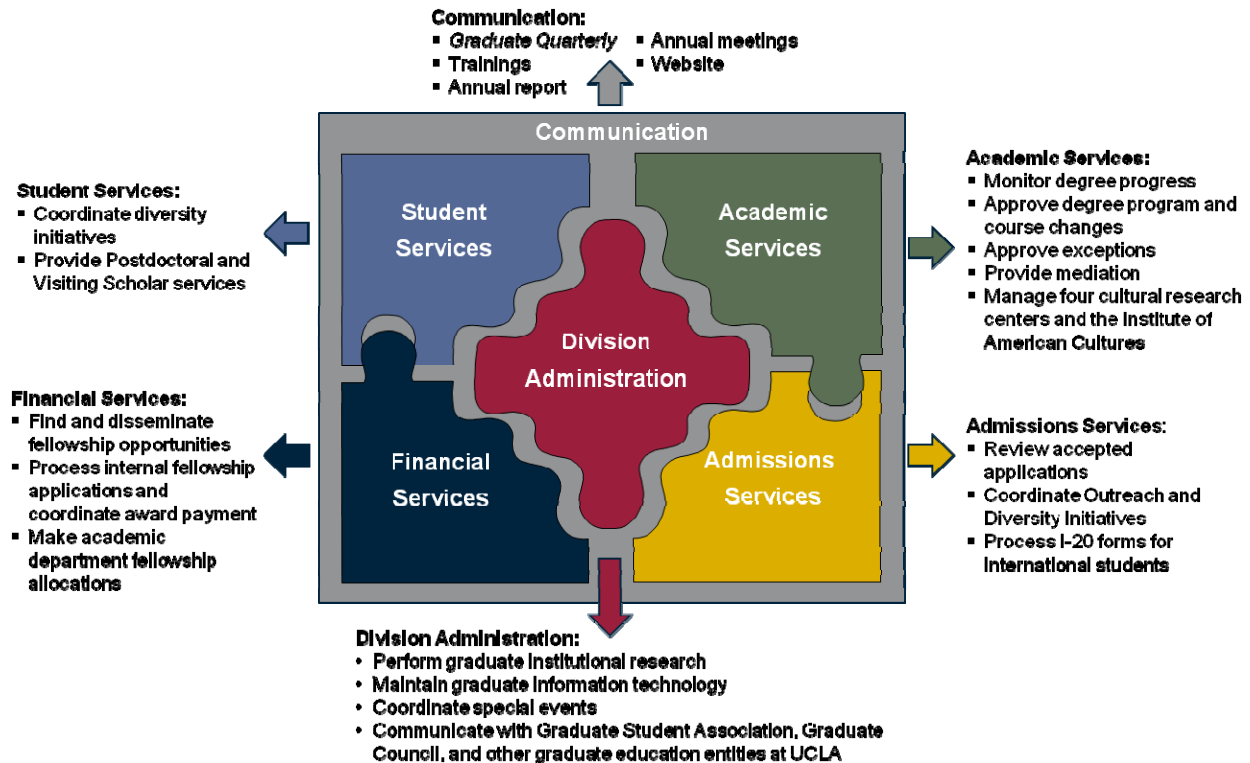 Communication:
▪ Graduate Quarterly ▪ Annual meetings
▪ Trainings ▪ Website
▪ Annual report
Communication
Student Services:
▪ Coordinate diversity
initiatives
▪ Provide Postdoctoral and
Visiting Scholar services
Student
Services
Academic
Services
Academic Services:
▪ Monitor degree progress
▪ Approve degree program and
course changes
▪ Approve exceptions
▪ Provide mediation
▪ Manage four cultural research
centers and the Institute of
American Cultures
Division
Administration
Financial Services:
▪ Find and disseminate
fellowship opportunities
▪ Process internal fellowship
applications and
coordinate award payment
▪ Make academic
department fellowship
allocations
Financial
Services
Admissions
Services
Admissions Services:
▪ Review accepted
applications
▪ Coordinate Outreach and
Diversity Initiatives
▪ Process I-20 forms for
International students
Division Administration:
• Perform graduate institutional research
• Maintain graduate information technology
• Coordinate special events
• Communicate with Graduate Student Association, Graduate
Council, and other graduate education entities at UCLA